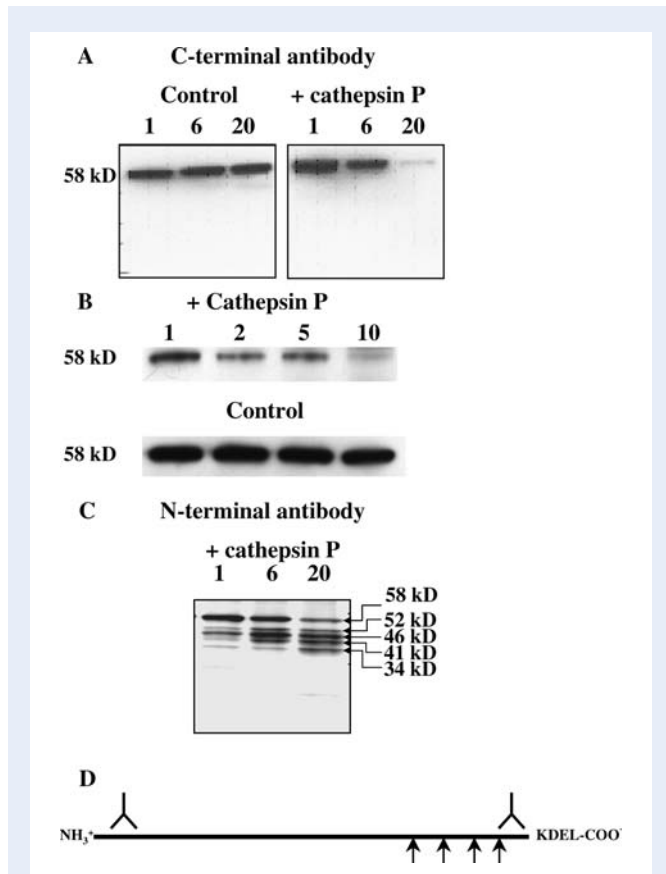 A C-terminal antibody
Control + cathepsin P
1 6 20 1 6 20
58 kD
B + Cathepsin P
1 2 5 10
58 kD
Control
58 kD
C N-terminal antibody
+ cathepsin P
1 6 20
58 kD
52 kD
46 kD
41 kD
34 kD
D
NH₃⁺ KDEL-COO⁻